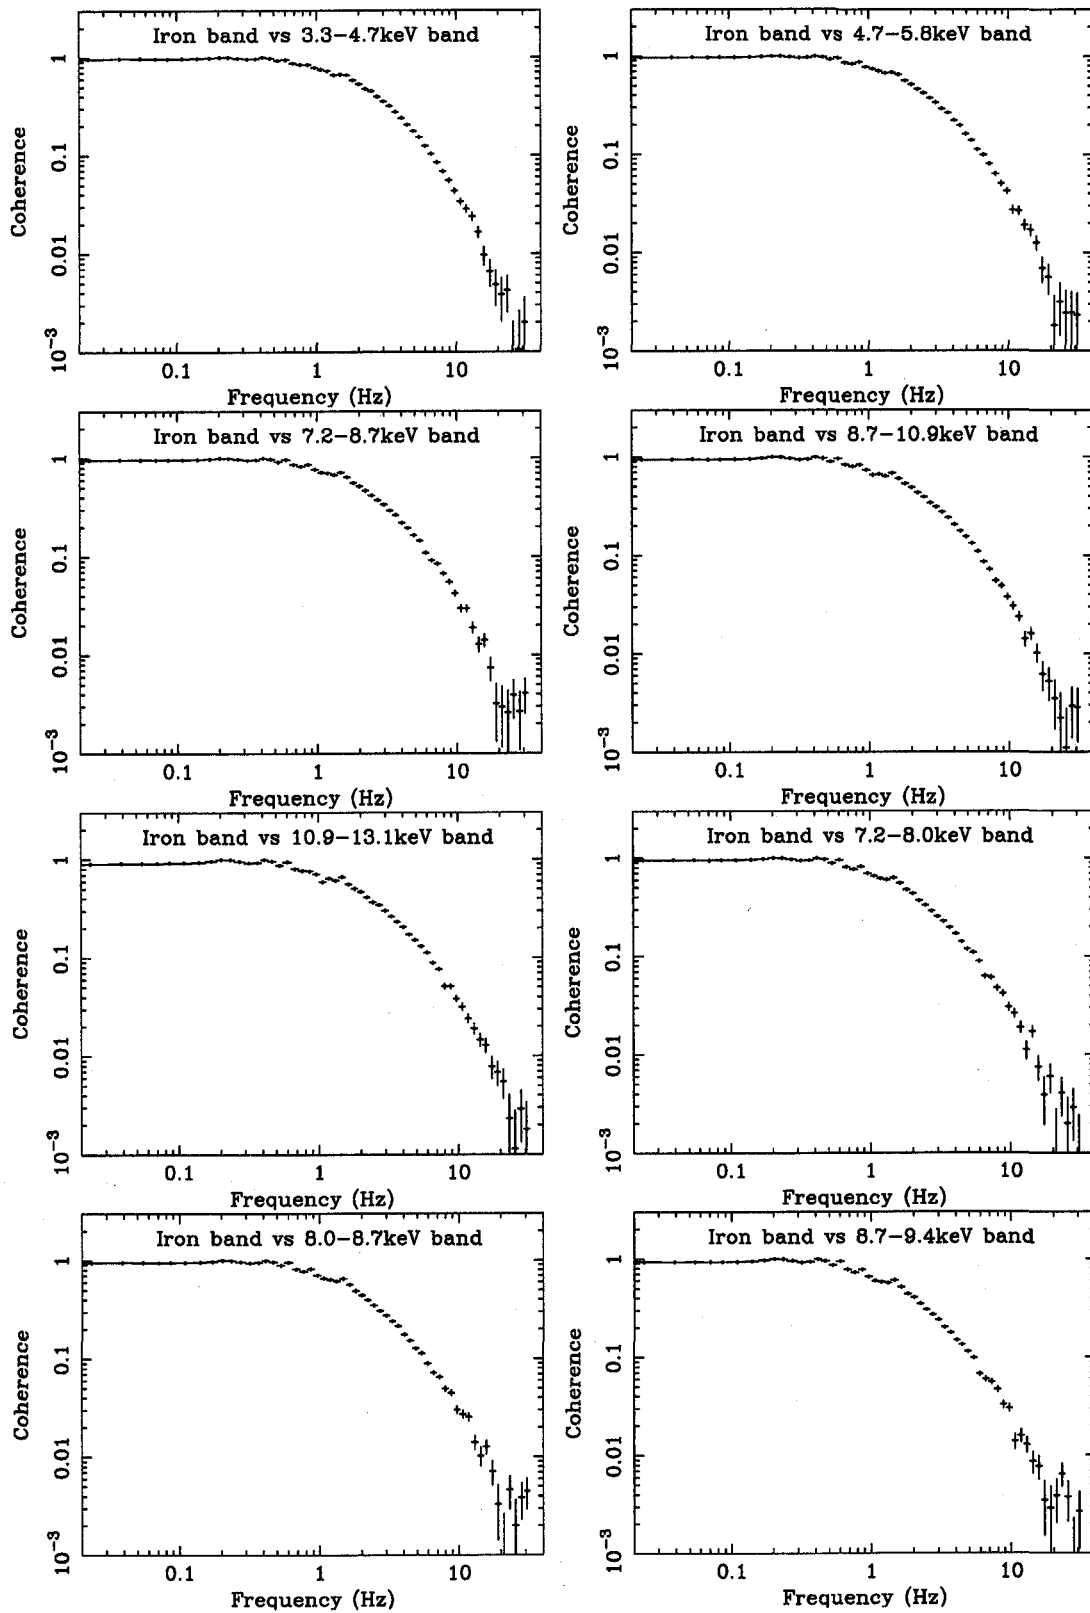 Iron band vs 3.3-4.7keV band
Coherence
1
0.1
0.01
10⁻³
0.1 1 10
Frequency (Hz)
Iron band vs 4.7-5.8keV band
Coherence
1
0.1
0.01
10⁻³
0.1 1 10
Frequency (Hz)
Iron band vs 7.2-8.7keV band
Coherence
1
0.1
0.01
10⁻³
0.1 1 10
Frequency (Hz)
Iron band vs 8.7-10.9keV band
Coherence
1
0.1
0.01
10⁻³
0.1 1 10
Frequency (Hz)
Iron band vs 10.9-13.1keV band
Coherence
1
0.1
0.01
10⁻³
0.1 1 10
Frequency (Hz)
Iron band vs 7.2-8.0keV band
Coherence
1
0.1
0.01
10⁻³
0.1 1 10
Frequency (Hz)
Iron band vs 8.0-8.7keV band
Coherence
1
0.1
0.01
10⁻³
0.1 1 10
Frequency (Hz)
Iron band vs 8.7-9.4keV band
Coherence
1
0.1
0.01
10⁻³
0.1 1 10
Frequency (Hz)